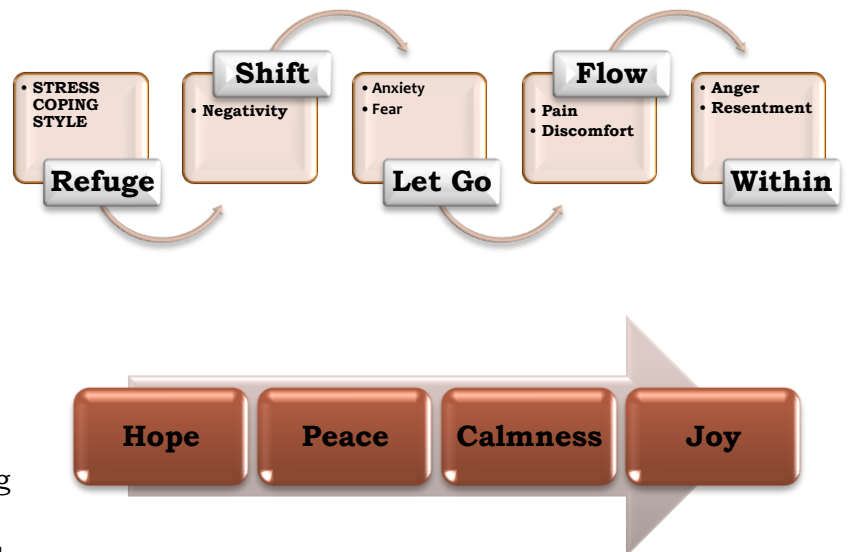 • STRESS
COPING
STYLE
Refuge
Shift
• Negativity
• Anxiety
• Fear
Let Go
Flow
• Pain
• Discomfort
• Anger
• Resentment
Within
Hope
Peace
Calmness
Joy
g